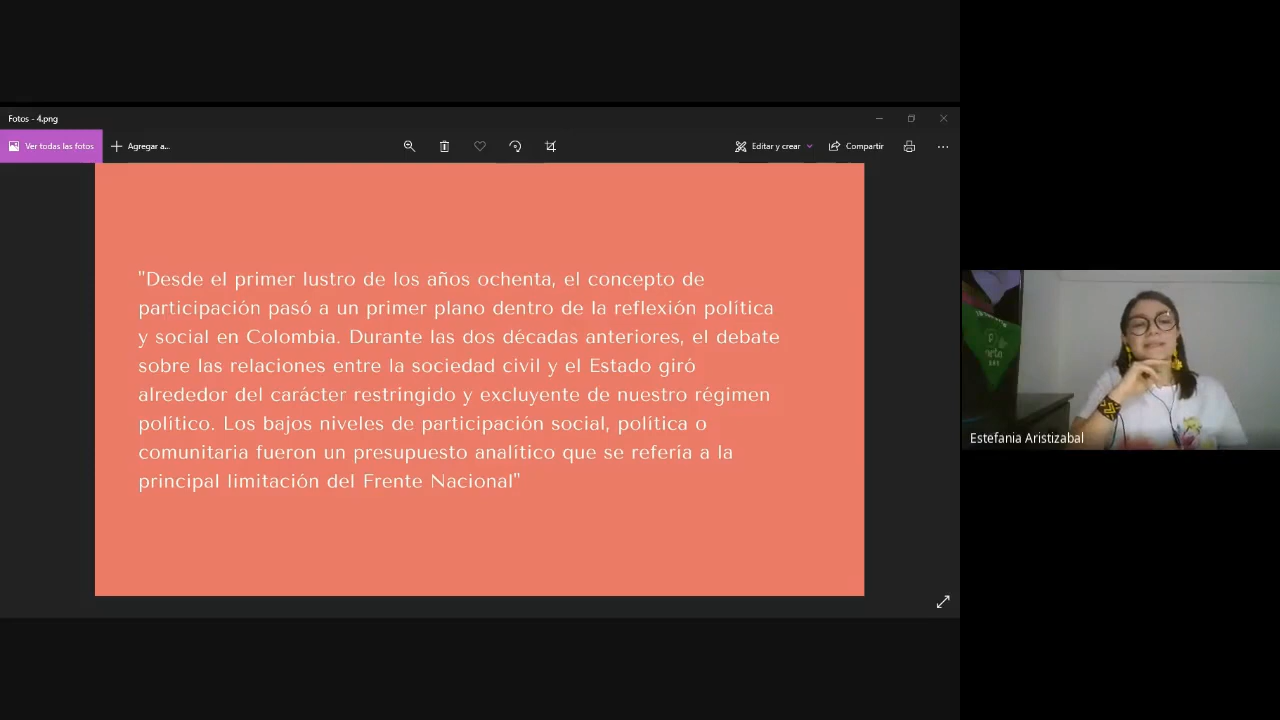 Fotos - 4.png
Ver todas las fotos
Agregar a...
Editar y crear
Compartir
"Desde el primer lustro de los años ochenta, el concepto de
participación pasó a un primer plano dentro de la reflexión política
y social en Colombia. Durante las dos décadas anteriores, el debate
sobre las relaciones entre la sociedad civil y el Estado giró
alrededor del carácter restringido y excluyente de nuestro régimen
político. Los bajos niveles de participación social, política o
comunitaria fueron un presupuesto analítico que se refería a la
principal limitación del Frente Nacional"
Estefania Aristizabal